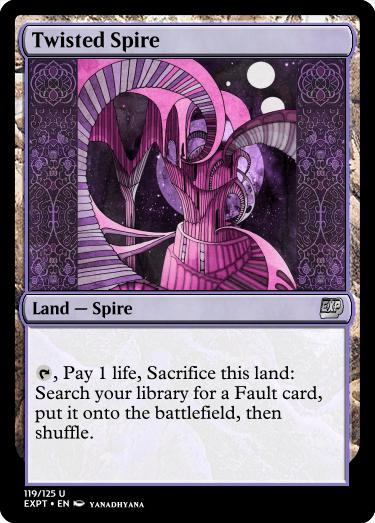 Twisted Spire
Land — Spire
EXP
, Pay 1 life, Sacrifice this land:
Search your library for a Fault card,
put it onto the battlefield, then
shuffle.
119/125 U
EXPT • EN YANADHYANA